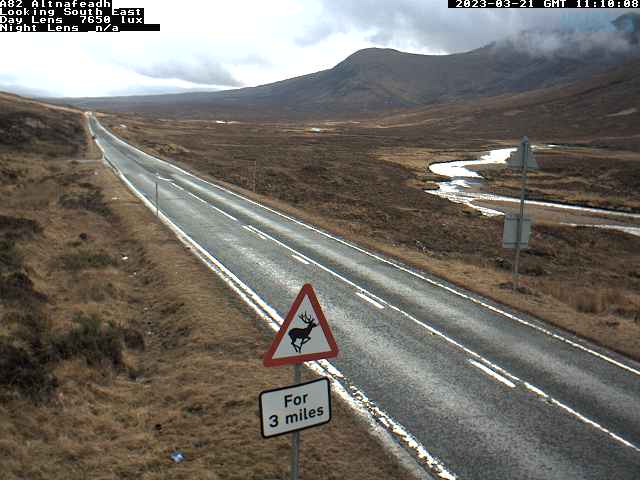 A82 Altnafeadh
Looking South East
Day Lens 7650 lux
Night Lens n/a
2023-03-21 GMT 11:10:08
For
3 miles